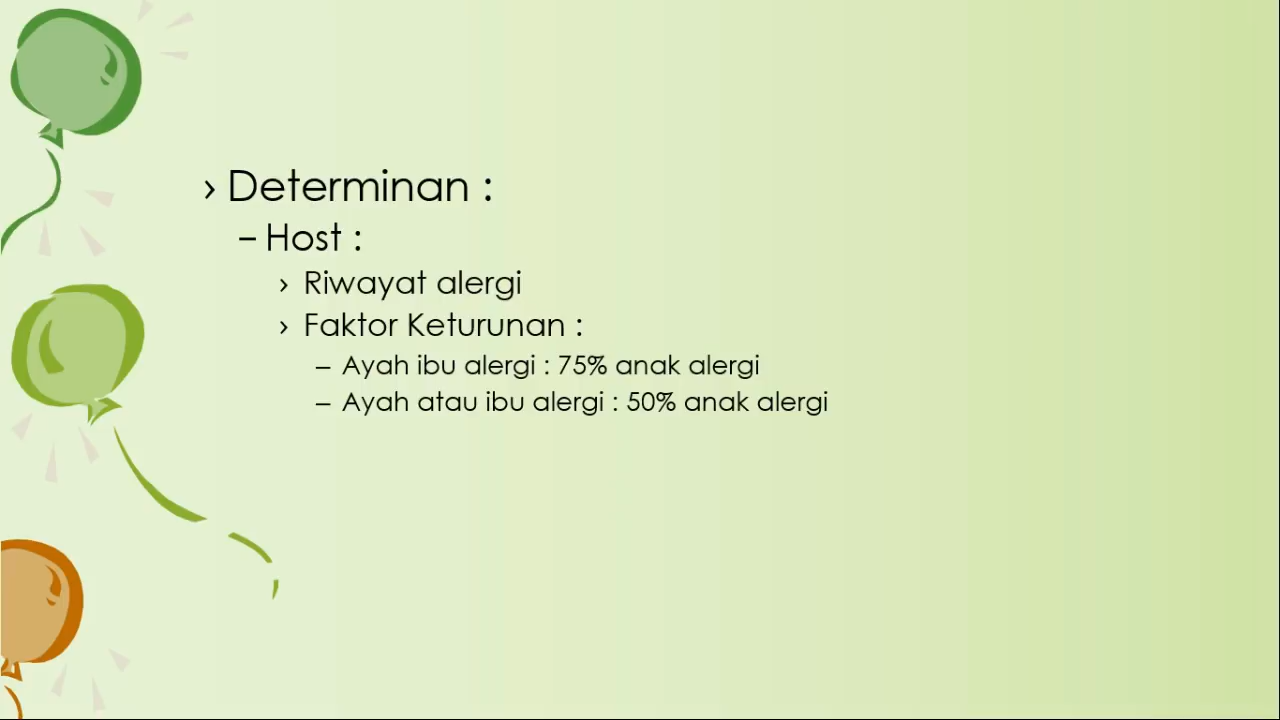 › Determinan :
– Host :
› Riwayat alergi
› Faktor Keturunan :
– Ayah ibu alergi : 75% anak alergi
– Ayah atau ibu alergi : 50% anak alergi